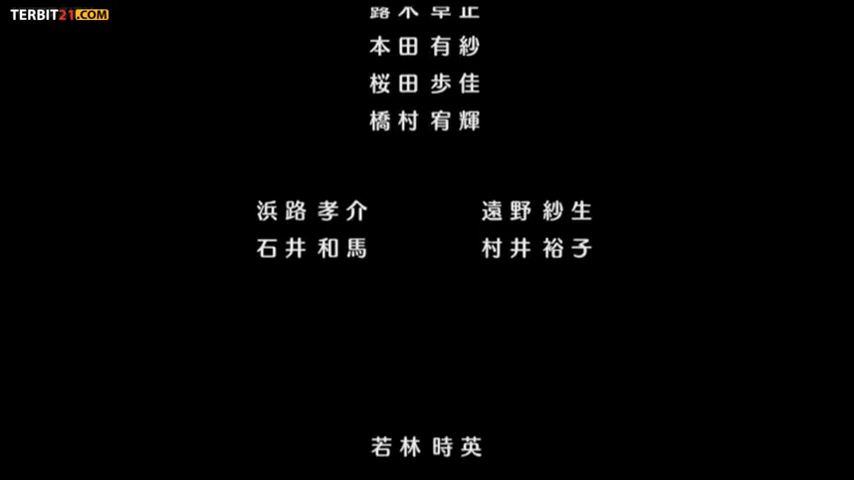 TERBIT21.COM
本田 有紗
桜田 歩佳
橋村 宥輝
浜路 孝介 遠野 紗生
石井 和馬 村井 裕子
若林 時英